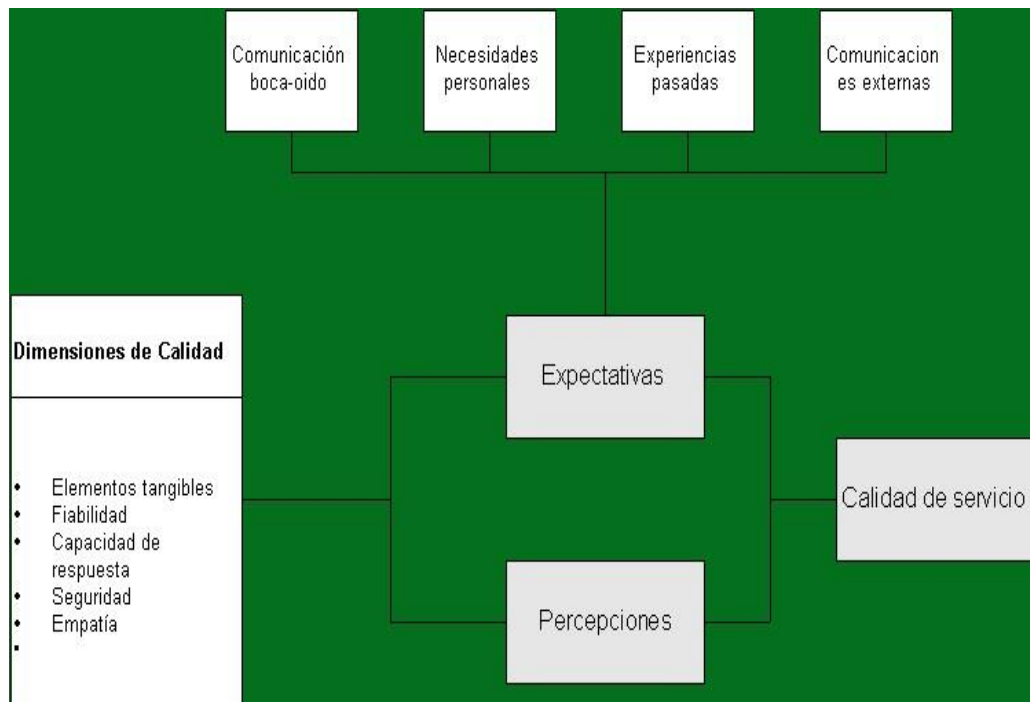 Comunicación
boca-oido
Necesidades
personales
Experiencias
pasadas
Comunicacion
es externas
Dimensiones de Calidad
• Elementos tangibles
• Fiabilidad
• Capacidad de
respuesta
• Seguridad
• Empatía
•
Expectativas
Percepciones
Calidad de servicio